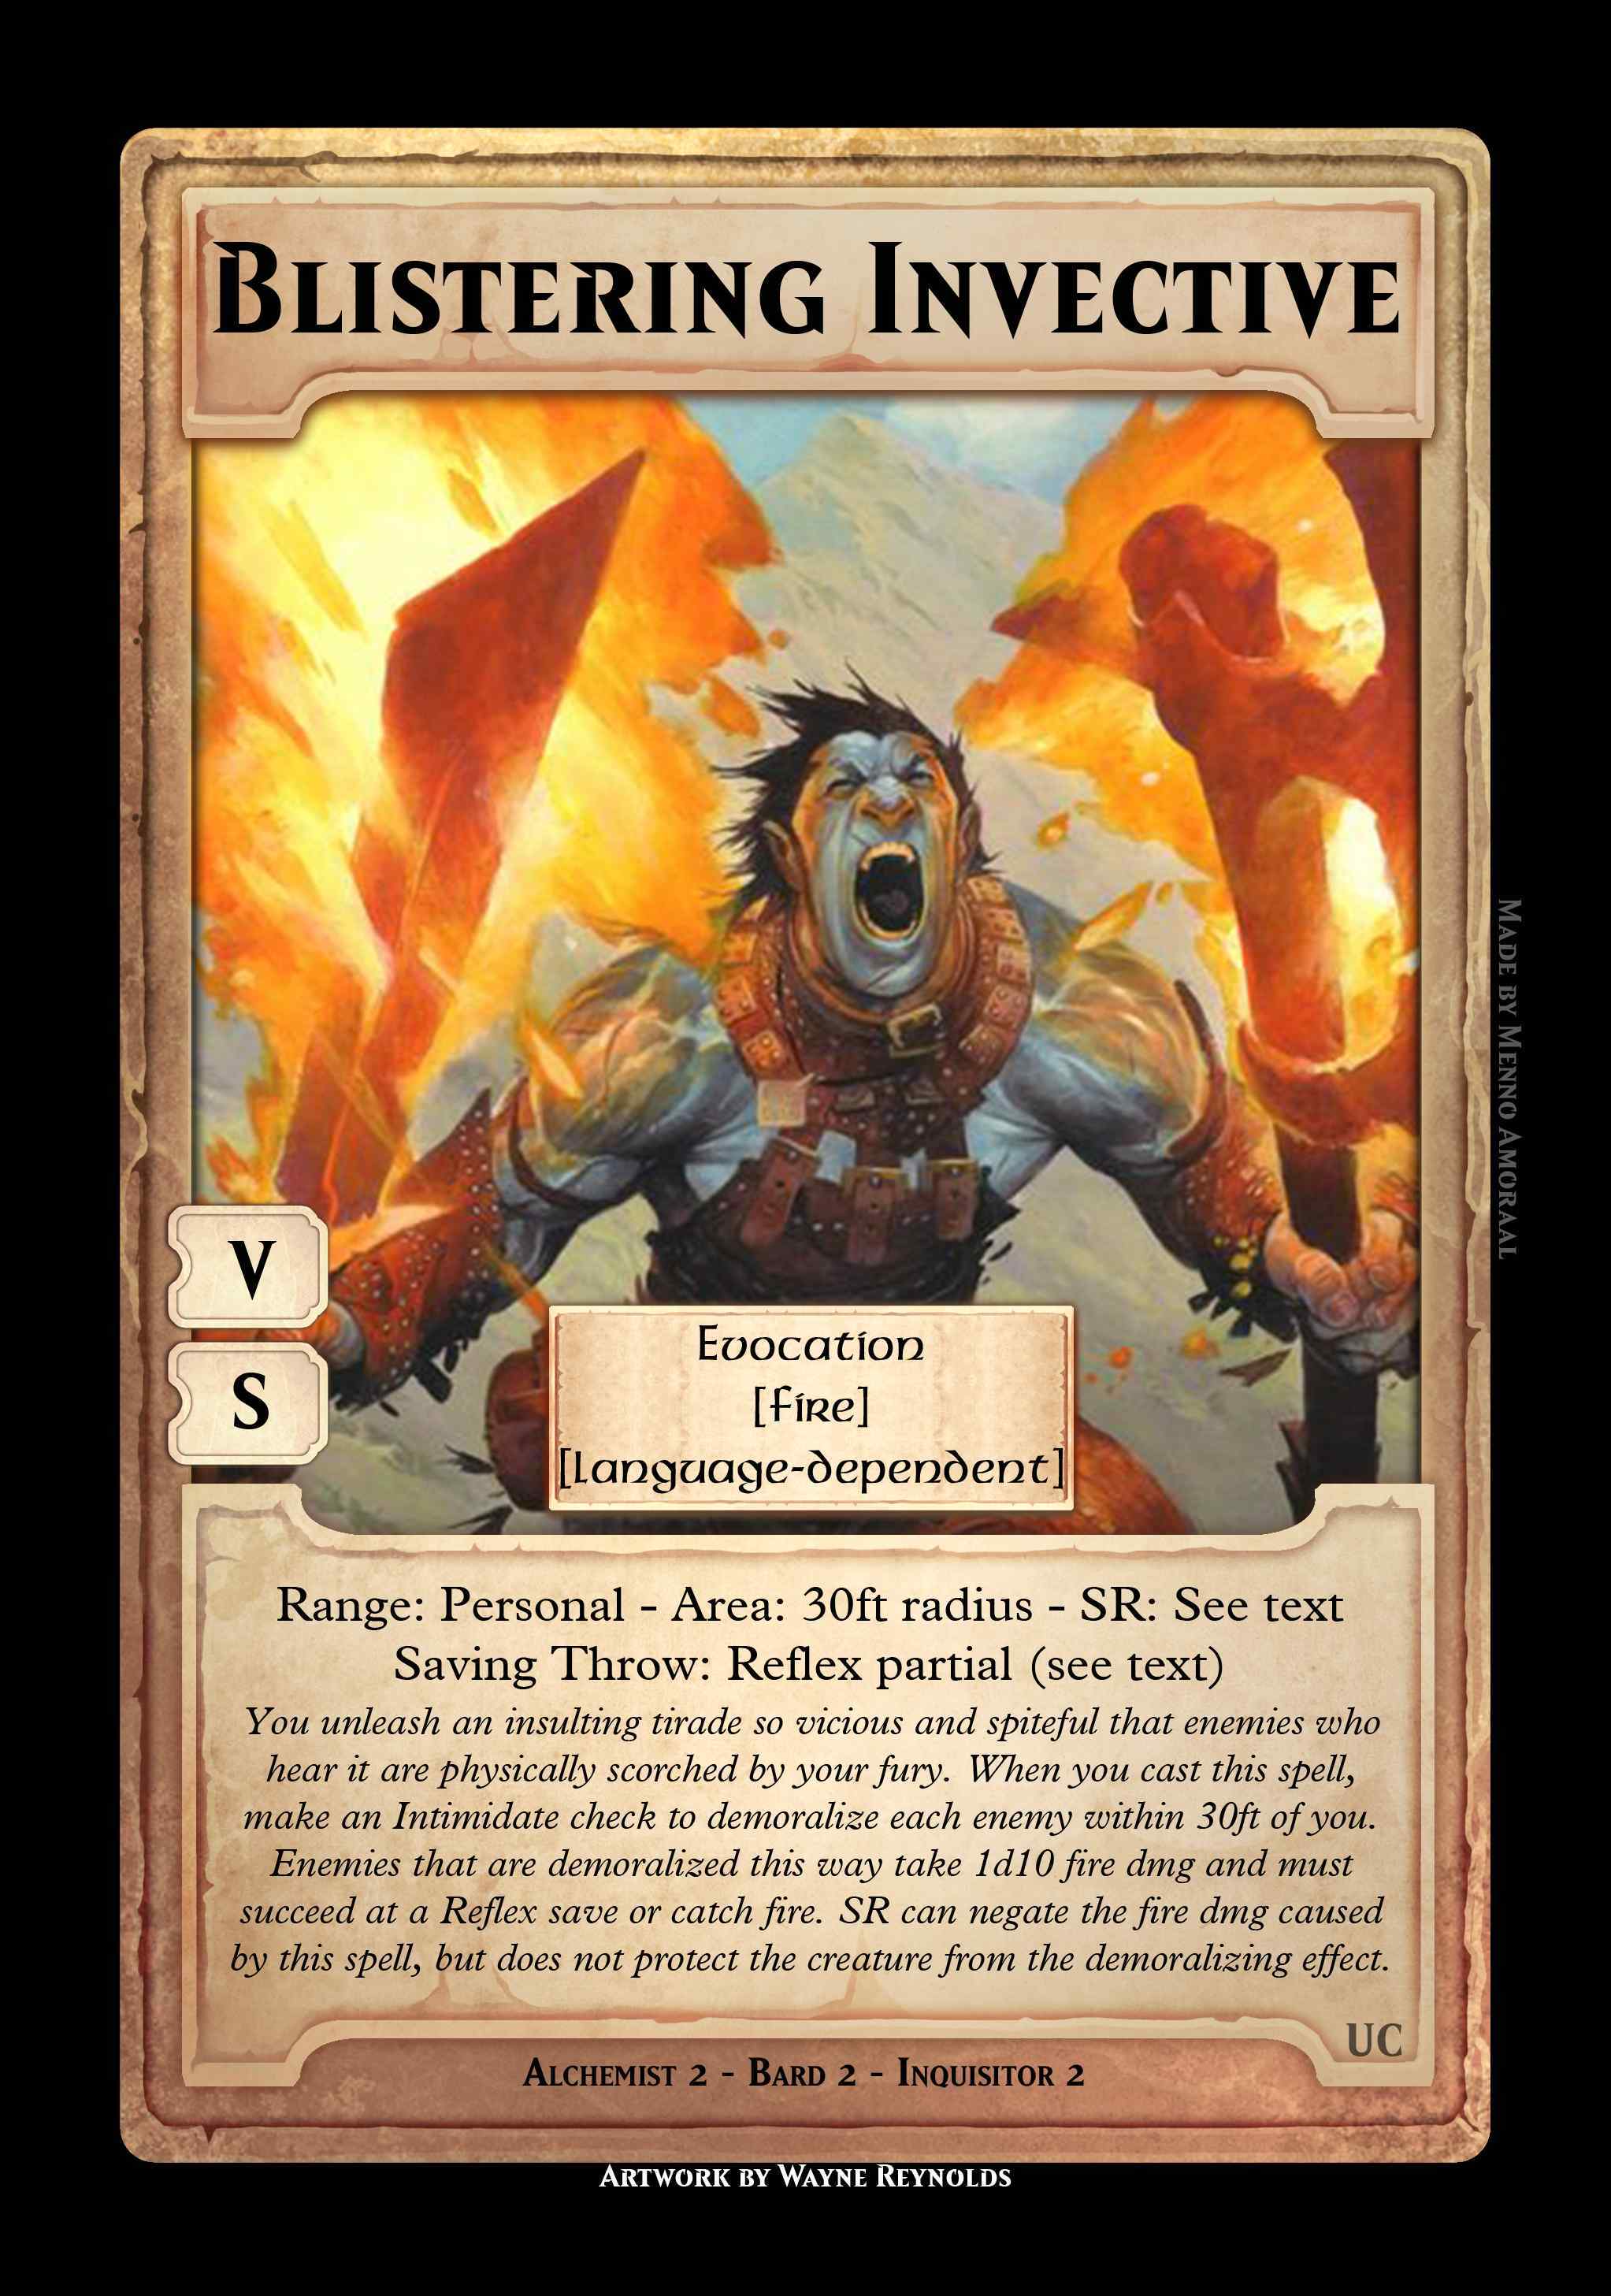 Blistering Invective
V
S
Evocation
[Fire]
[Language-dependent]
Range: Personal - Area: 30ft radius - SR: See text
Saving Throw: Reflex partial (see text)
You unleash an insulting tirade so vicious and spiteful that enemies who
hear it are physically scorched by your fury. When you cast this spell,
make an Intimidate check to demoralize each enemy within 30ft of you.
Enemies that are demoralized this way take 1d10 fire dmg and must
succeed at a Reflex save or catch fire. SR can negate the fire dmg caused
by this spell, but does not protect the creature from the demoralizing effect.
UC
Alchemist 2 - Bard 2 - Inquisitor 2
Artwork by Wayne Reynolds
Made by Menno Amoraal